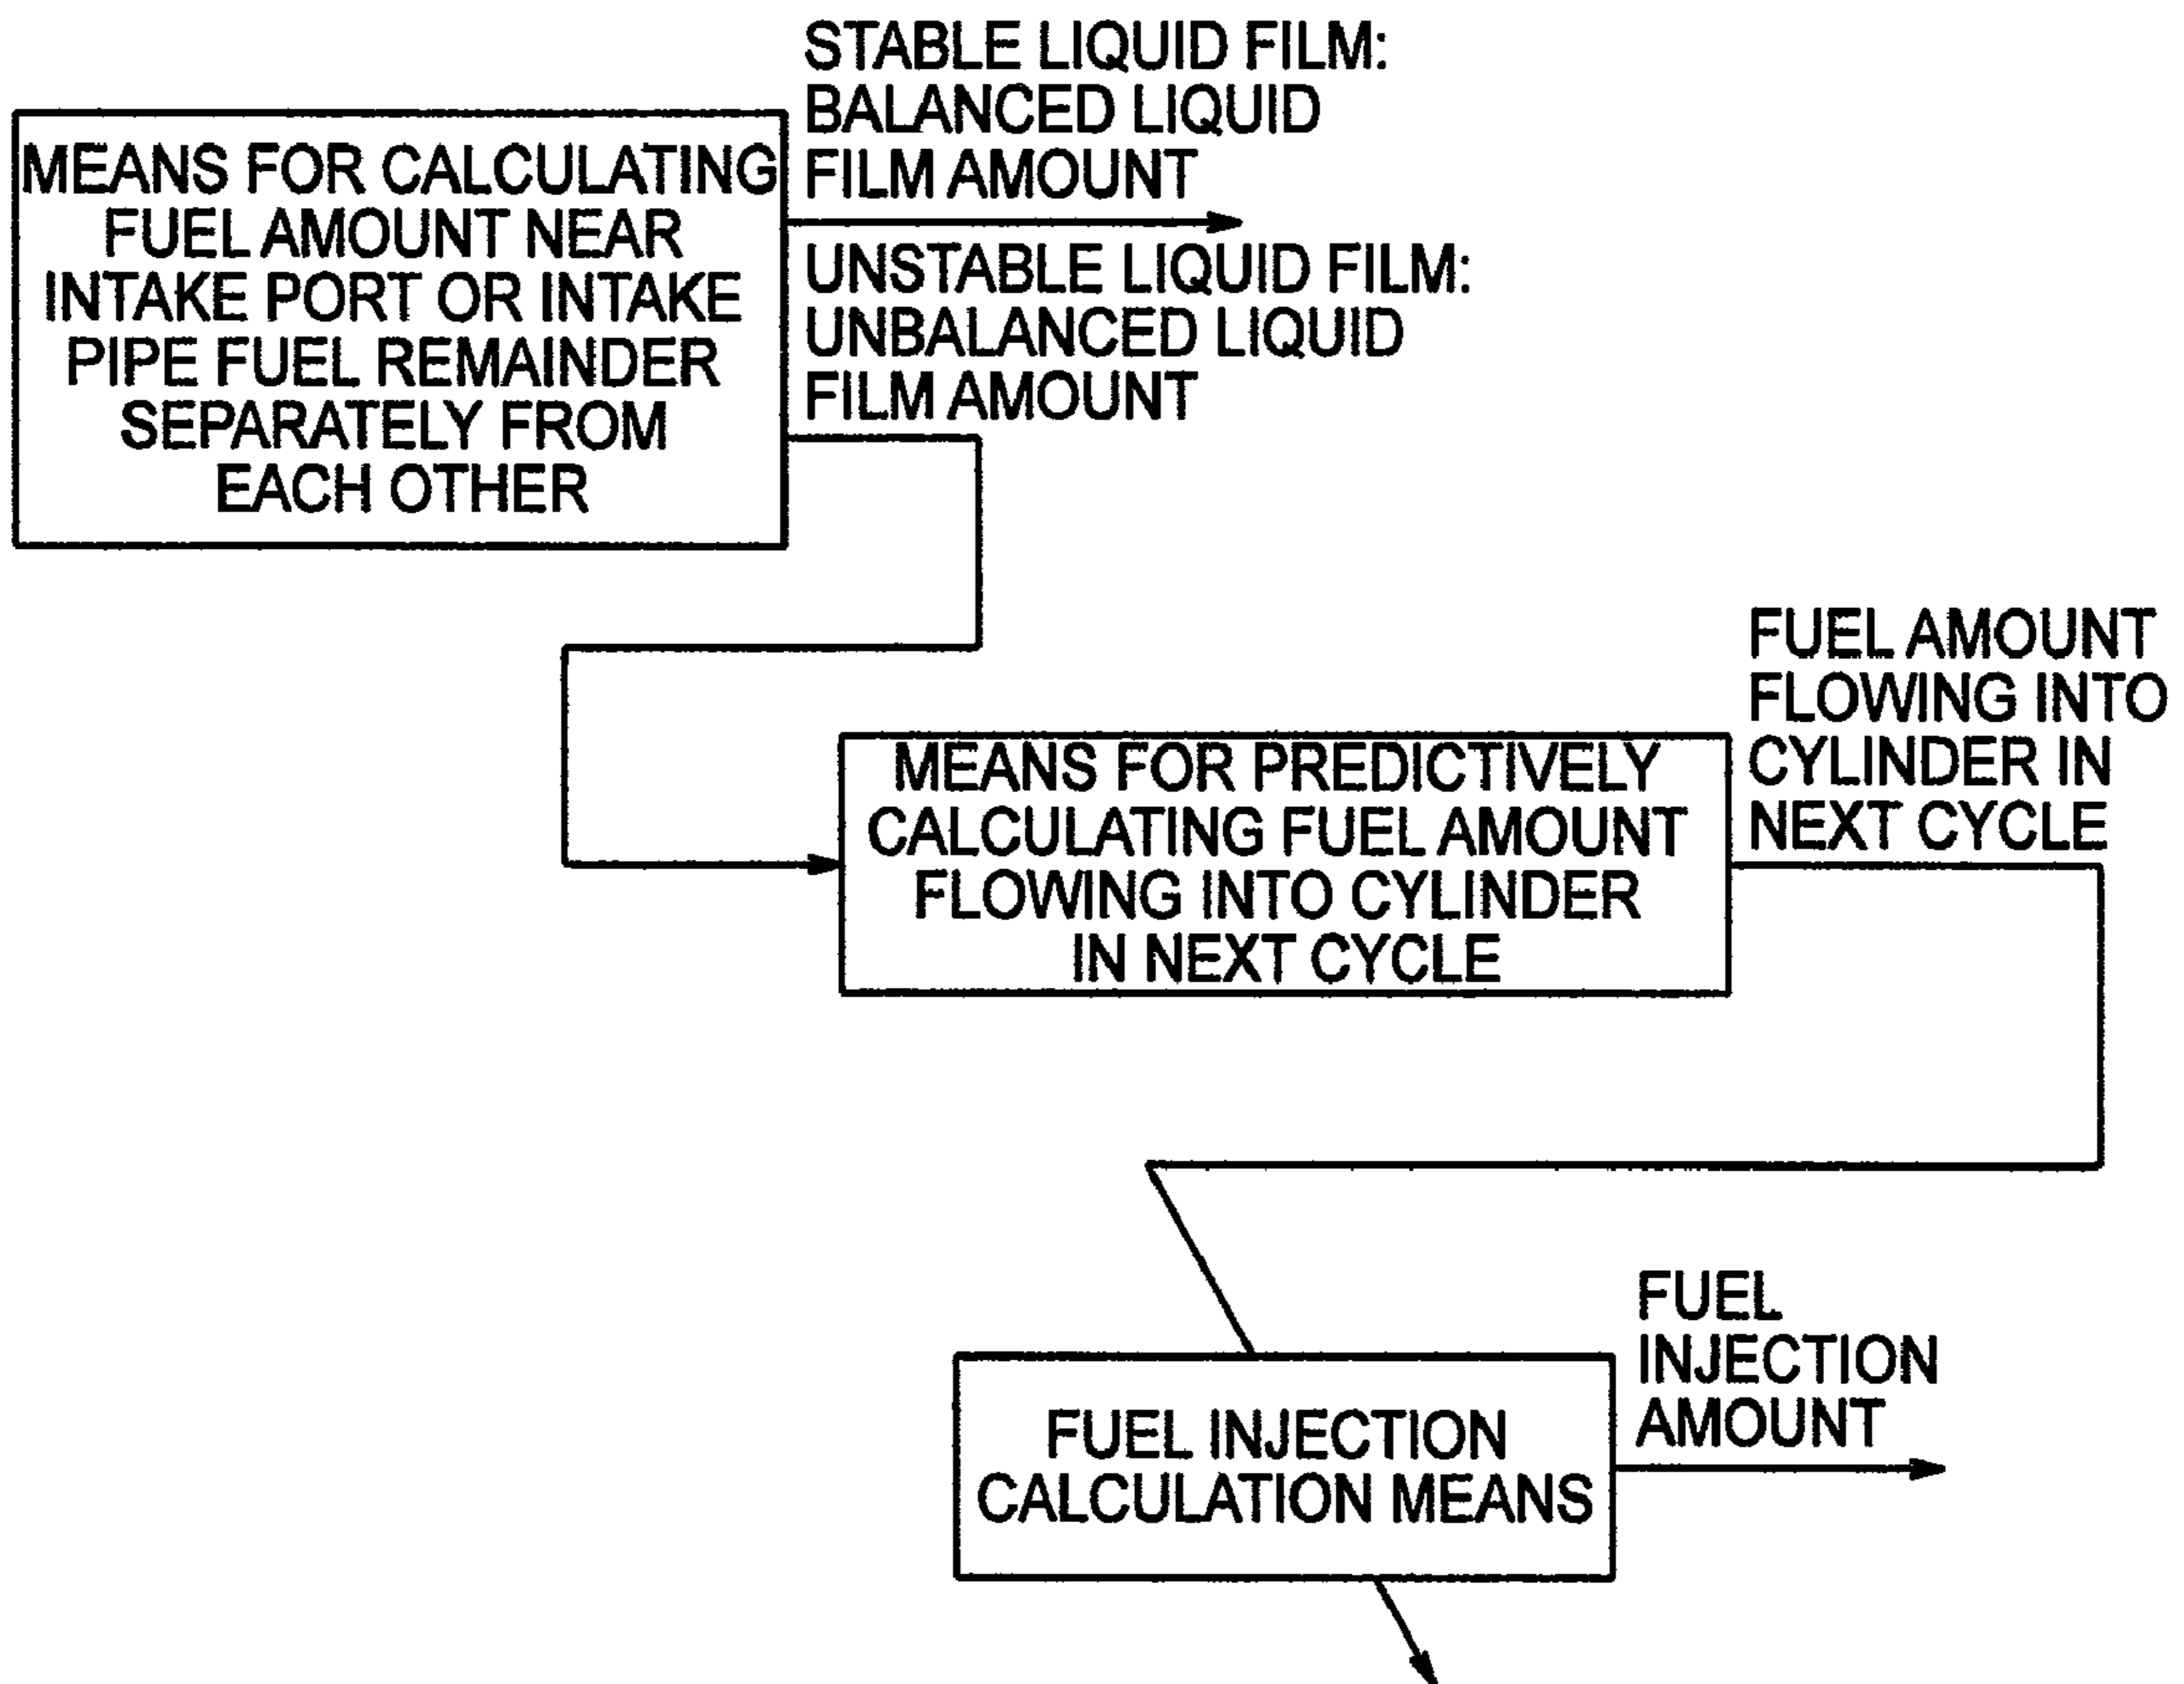 STABLE LIQUID FILM:
BALANCED LIQUID
FILM AMOUNT
MEANS FOR CALCULATING
FUEL AMOUNT NEAR
INTAKE PORT OR INTAKE
PIPE FUEL REMAINDER
SEPARATELY FROM
EACH OTHER
UNSTABLE LIQUID FILM:
UNBALANCED LIQUID
FILM AMOUNT
FUEL AMOUNT
FLOWING INTO
CYLINDER IN
NEXT CYCLE
MEANS FOR PREDICTIVELY
CALCULATING FUEL AMOUNT
FLOWING INTO CYLINDER
IN NEXT CYCLE
FUEL
INJECTION
AMOUNT
FUEL INJECTION
CALCULATION MEANS